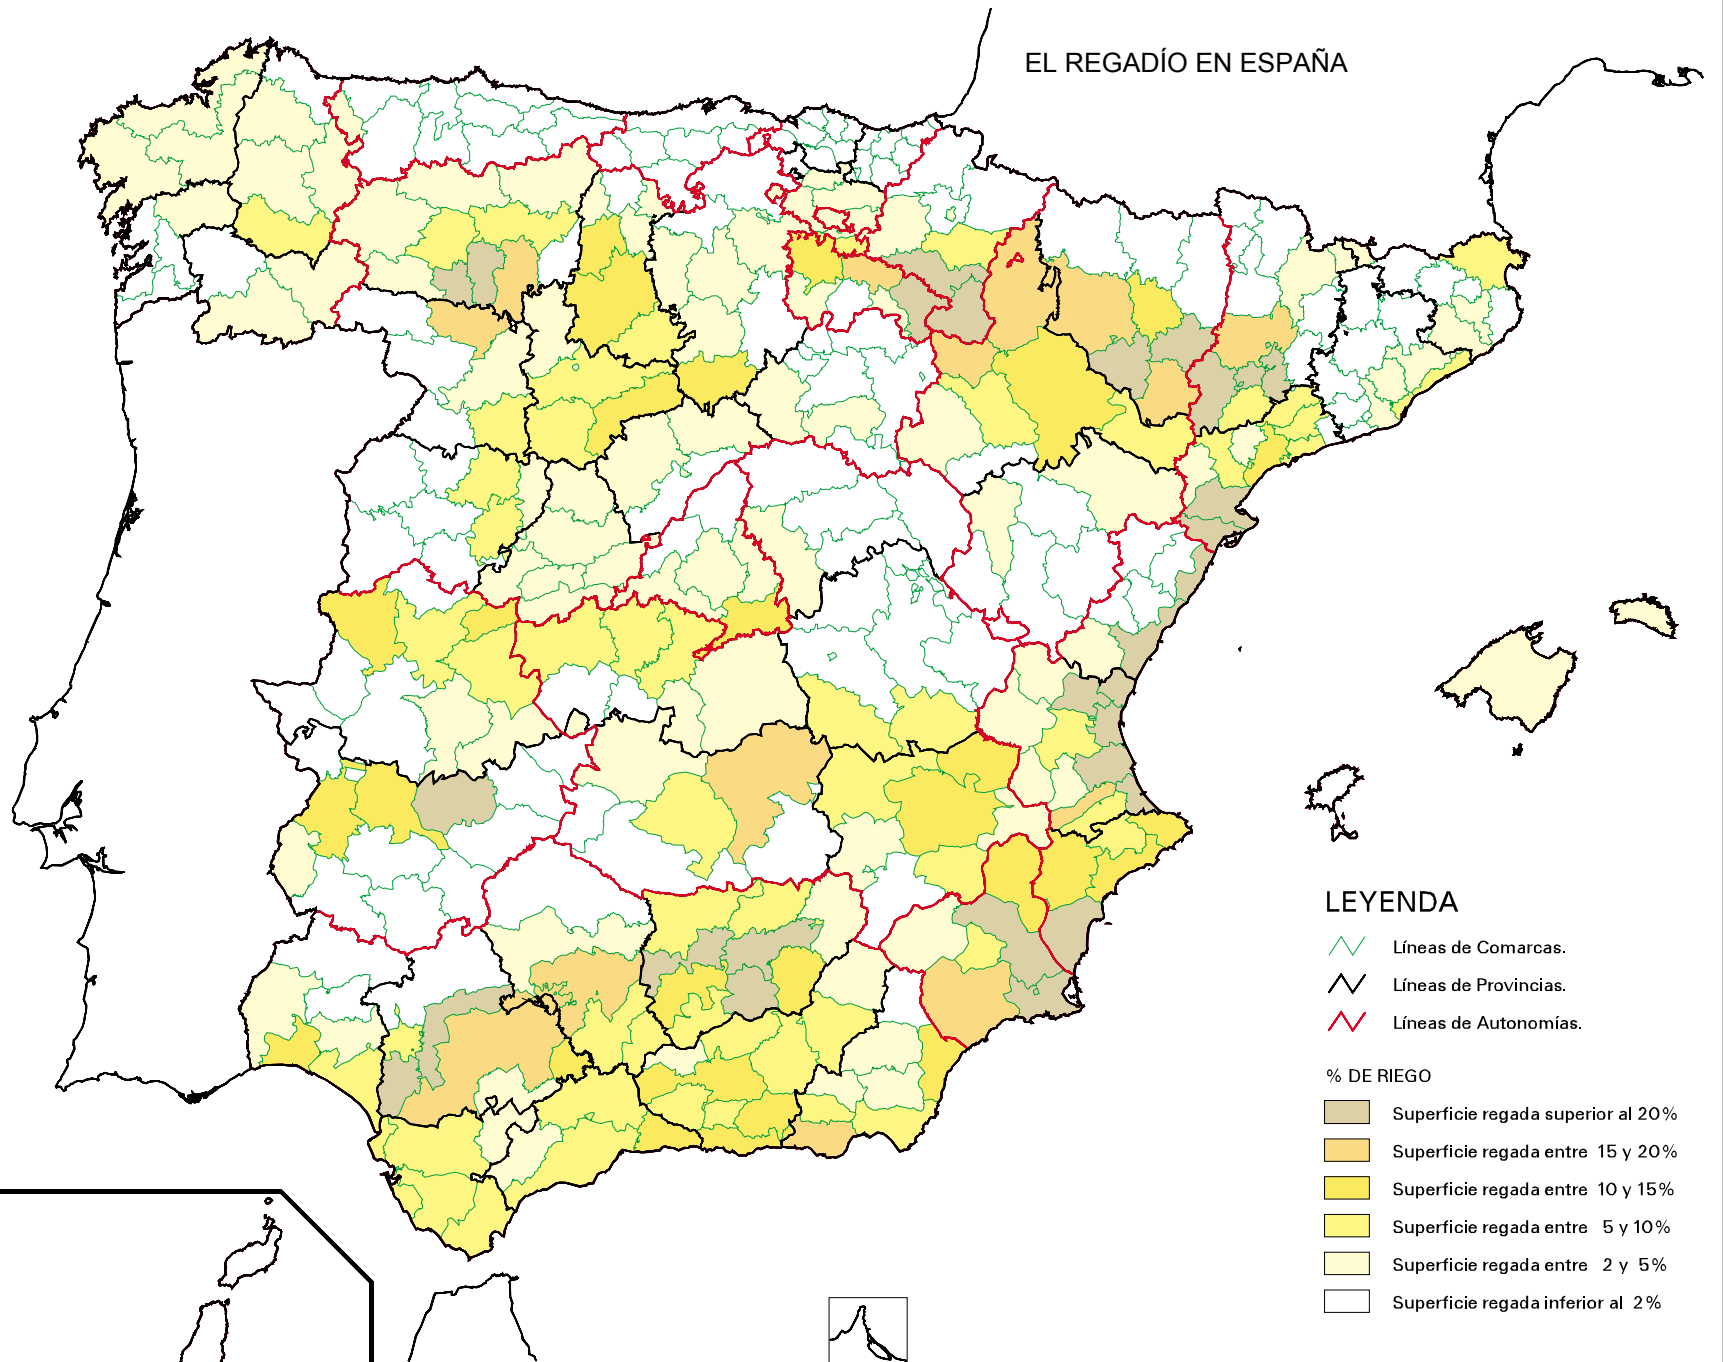 EL REGADÍO EN ESPAÑA
LEYENDA
Líneas de Comarcas.
Líneas de Provincias.
Líneas de Autonomías.
% DE RIEGO
Superficie regada superior al 20%
Superficie regada entre 15 y 20%
Superficie regada entre 10 y 15%
Superficie regada entre 5 y 10%
Superficie regada entre 2 y 5%
Superficie regada inferior al 2%